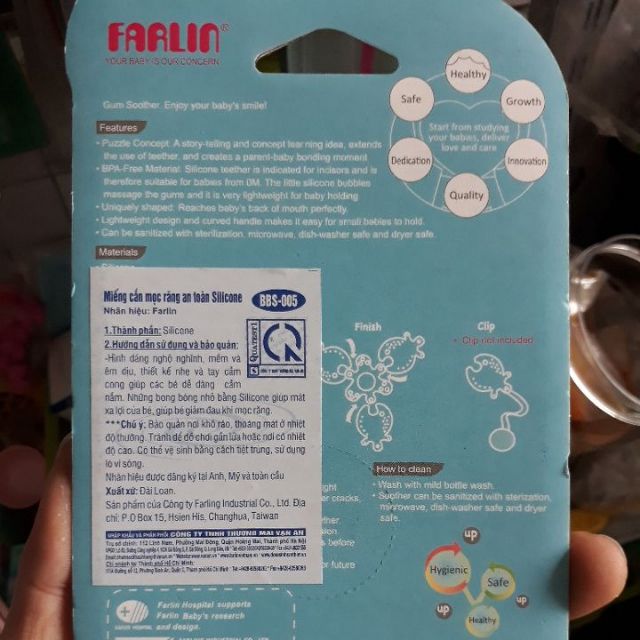 FARLIN®
YOUR BABY IS OUR CONCERN
Gum Soother. Enjoy your baby's smile!
Healthy
Safe
Growth
Start from studying
your babies, deliver
love and care
Dedication
Innovation
Quality
Features
• Puzzle Concept: A story-telling and concept learning idea, extends
the use of teether, and creates a parent-baby bonding moment
• BPA-Free Material: Silicone teether is indicated for incisors and is
therefore suitable for babies from 0M. The little silicone bubbles
massage the gums and it is very lightweight for baby holding
• Uniquely shaped: Reaches baby's back of mouth perfectly.
• Lightweight design and curved handle makes it easy for small babies to hold.
• Can be sanitized with sterilization, microwave, dish-washer safe and dryer safe.
Materials
Miếng cắn mọc răng an toàn Silicone BBS-005
Nhãn hiệu: Farlin
1.Thành phần: Silicone
2.Hướng dẫn sử dụng và bảo quản:
-Hình dáng nghộ nghĩnh, mềm và
êm dịu, thiết kế nhẹ và tay cầm
cong giúp các bé dễ dàng cầm
nắm. Những bong bóng nhỏ bằng Silicone giúp mát
xa lợi của bé, giúp bé giảm đau khi mọc răng.
***Chú ý: Bảo quản nơi khô ráo, thoáng mát ở nhiệt
độ thường. Tránh để đồ chơi gần lửa hoặc nơi có nhiệt
độ cao. Có thể vệ sinh bằng cách tiệt trùng, sử dụng
lò vi sóng.
Nhãn hiệu được đăng ký tại Anh, Mỹ và toàn cầu
Xuất xứ: Đài Loan.
Sản phẩm của Công ty Farling Industrial Co., Ltd. Địa
chỉ: P.O Box 15, Hsien His, Changhua, Taiwan
NHẬP KHẨU VÀ PHÂN PHỐI: CÔNG TY TNHH THƯƠNG MẠI VẠN AN
QUATEST1
Finish
Clip
• Clip not included
How to clean
• Wash with mild bottle wash.
• Soother can be sanitized with sterization,
microwave, dish-washer safe and dryer
safe.
cracks,
before
future
up
Hygienic
Safe
up
up
Healthy
Farlin Hospital supports
Farlin Baby's research
and design.